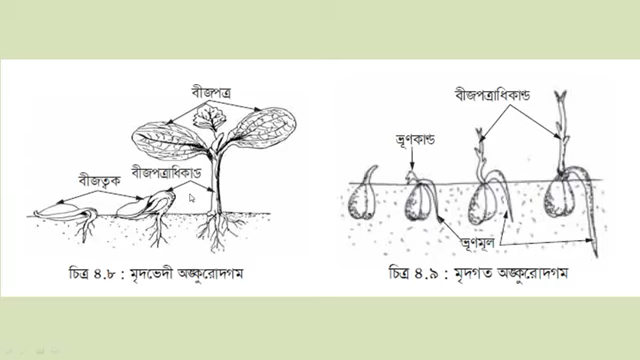 বীজপত্র
বীজপত্রাধিকাণ্ড
বীজত্বক
চিত্র ৪.৮ : মৃদভেদী অঙ্কুরোদগম
বীজপত্রাধিকান্ড
ভ্রূণকাণ্ড
ভ্রূণমূল
চিত্র ৪.৯ : মৃদগত অঙ্কুরোদগম